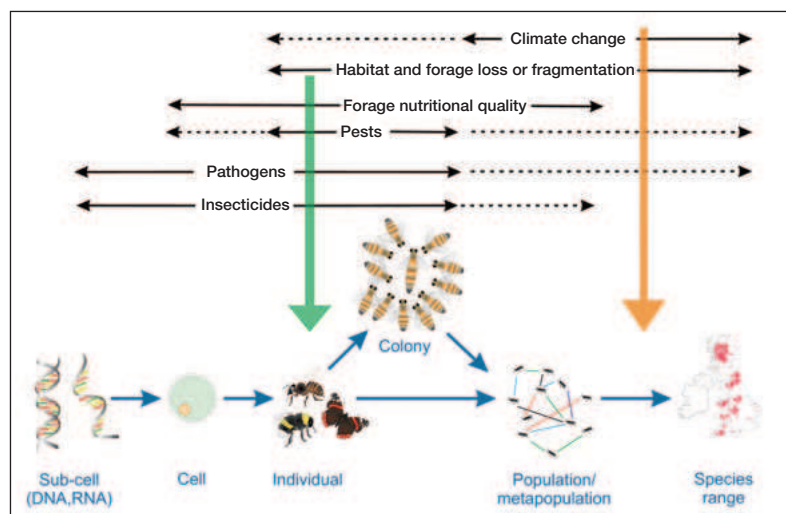 Climate change
Habitat and forage loss or fragmentation
Forage nutritional quality
Pests
Pathogens
Insecticides
Colony
Sub-cell
(DNA,RNA)
Cell
Individual
Population/
metapopulation
Species
range